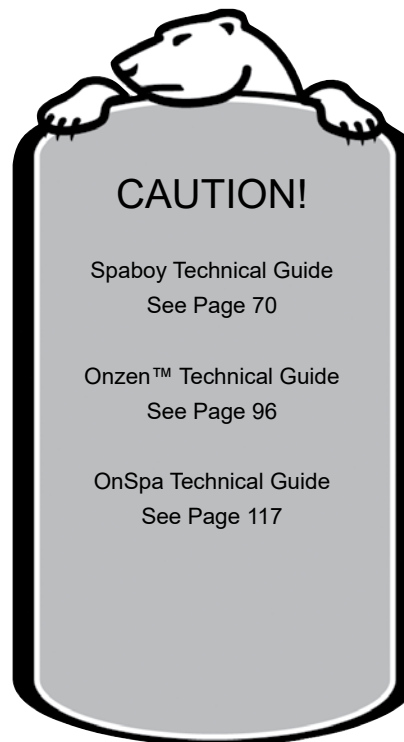 CAUTION!
Spaboy Technical Guide
See Page 70
Onzen™ Technical Guide
See Page 96
OnSpa Technical Guide
See Page 117